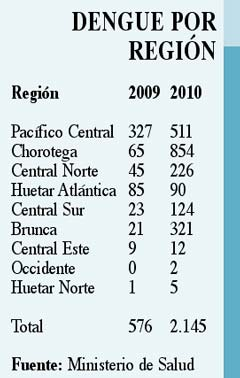 DENGUE POR
REGIÓN
Región 2009 2010
Pacífico Central 327 511
Chorotega 65 854
Central Norte 45 226
Huetar Atlántica 85 90
Central Sur 23 124
Brunca 21 321
Central Este 9 12
Occidente 0 2
Huetar Norte 1 5
Total 576 2.145
Fuente: Ministerio de Salud